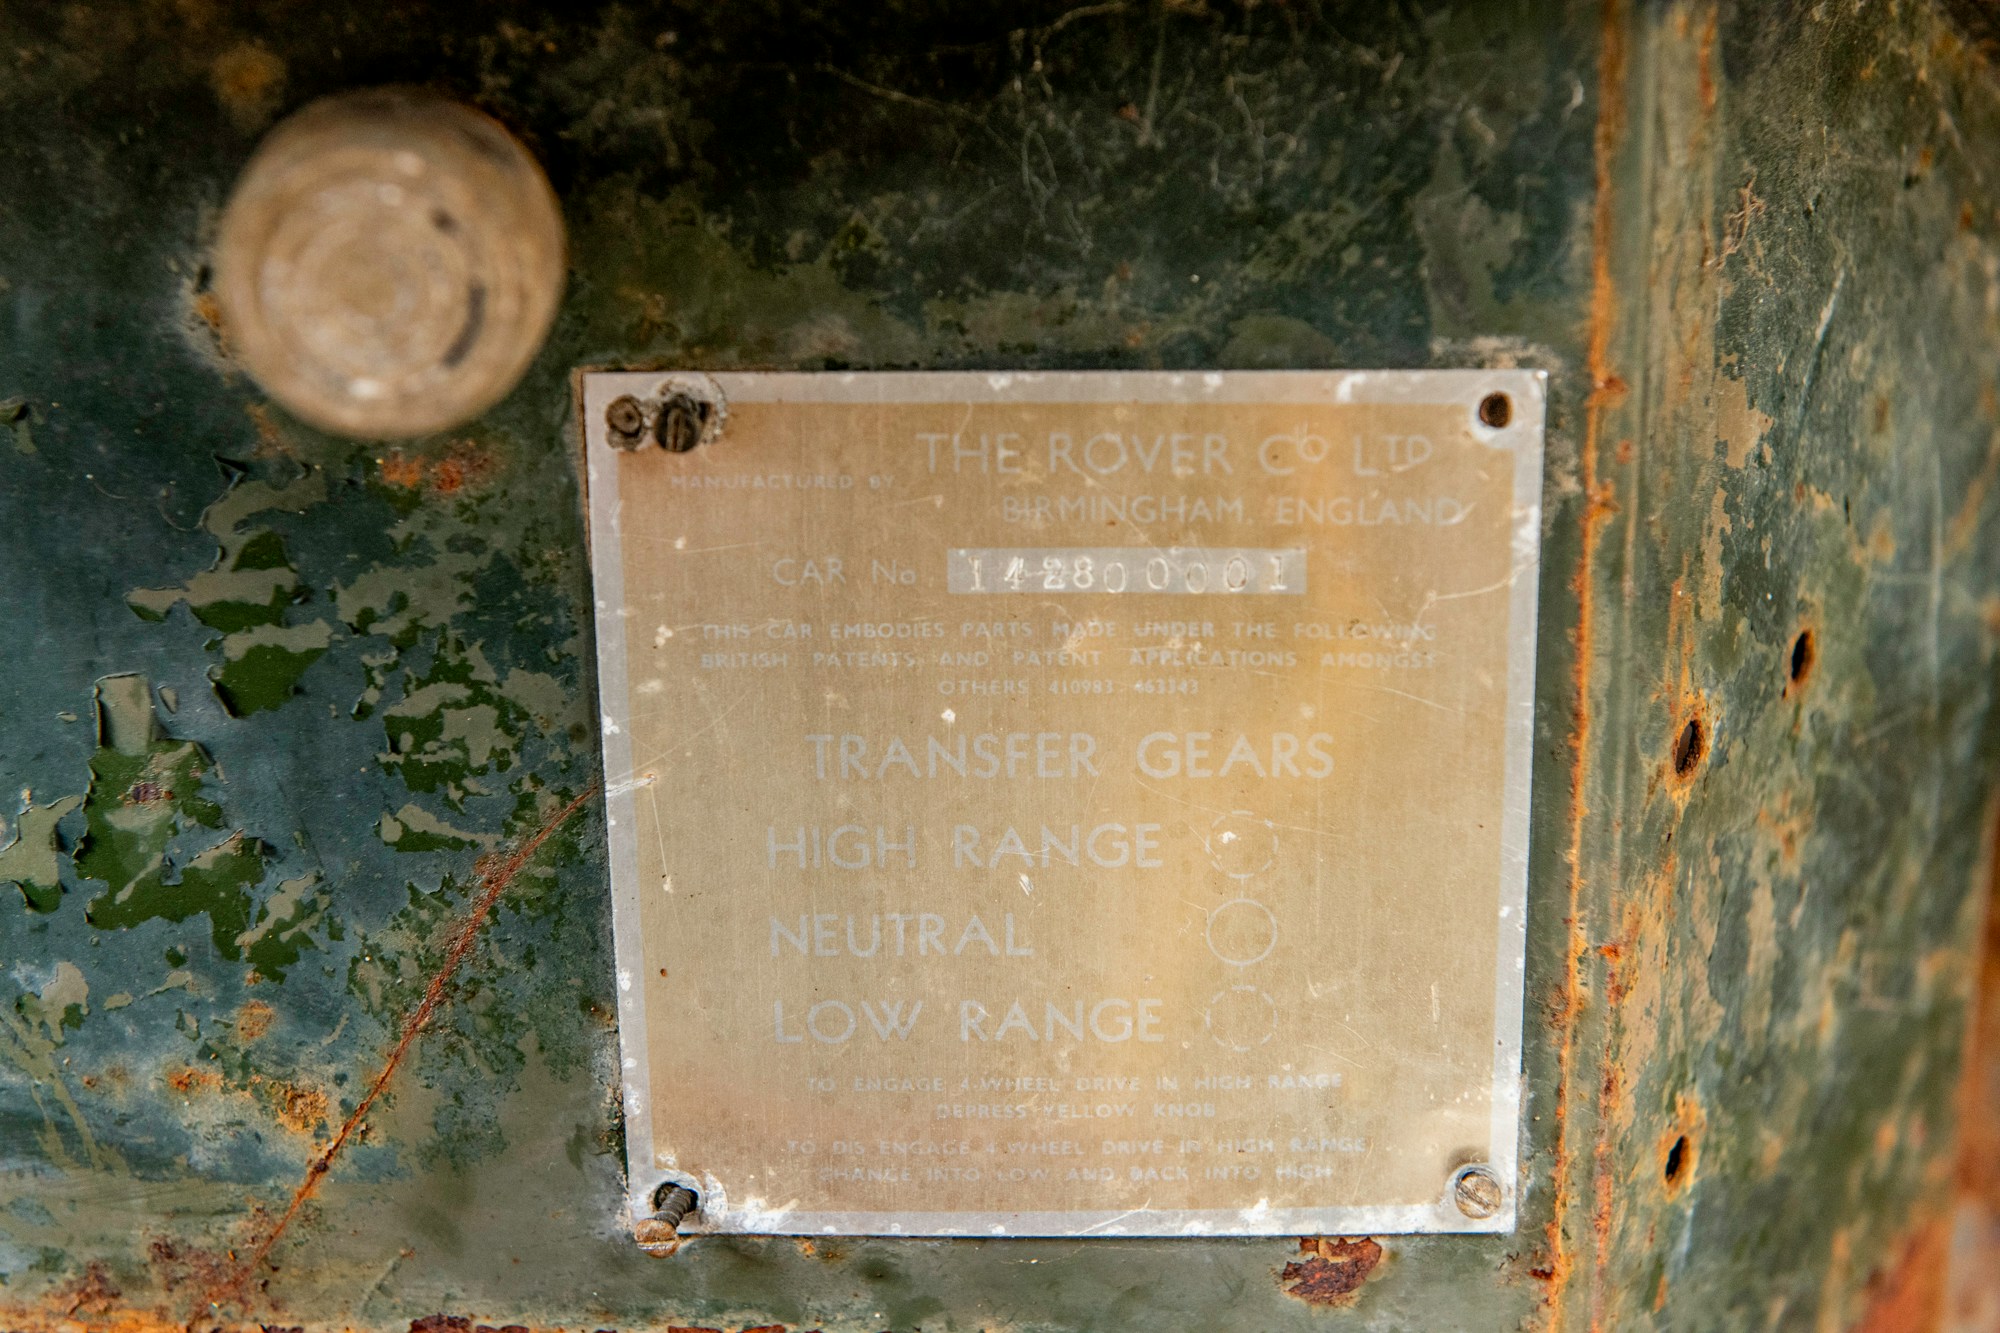 THE ROVER Co LTD
MANUFACTURED BY
BIRMINGHAM. ENGLAND
CAR No 142800001
THIS CAR EMBODIES PARTS MADE UNDER THE FOLLOWING
BRITISH PATENTS, AND PATENT APPLICATIONS AMONGST
OTHERS 410983 463343
TRANSFER GEARS
HIGH RANGE
NEUTRAL
LOW RANGE
TO ENGAGE 4-WHEEL DRIVE IN HIGH RANGE
DEPRESS YELLOW KNOB
TO DIS ENGAGE 4-WHEEL DRIVE IN HIGH RANGE
CHANGE INTO LOW AND BACK INTO HIGH